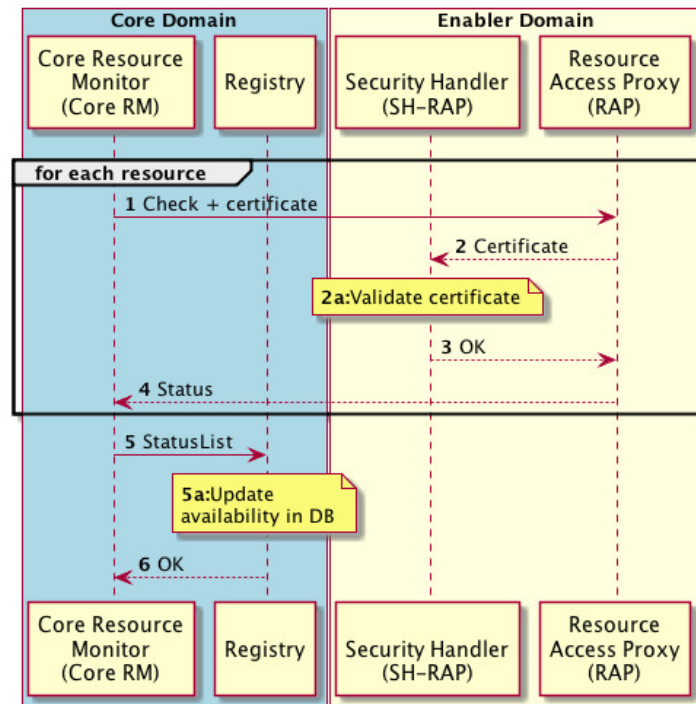 Core Domain
Enabler Domain
Core Resource
Monitor
(Core RM)
Registry
Security Handler
(SH-RAP)
Resource
Access Proxy
(RAP)
for each resource
1 Check + certificate
2 Certificate
2a:Validate certificate
3 OK
4 Status
5 StatusList
5a:Update
availability in DB
6 OK
Core Resource
Monitor
(Core RM)
Registry
Security Handler
(SH-RAP)
Resource
Access Proxy
(RAP)